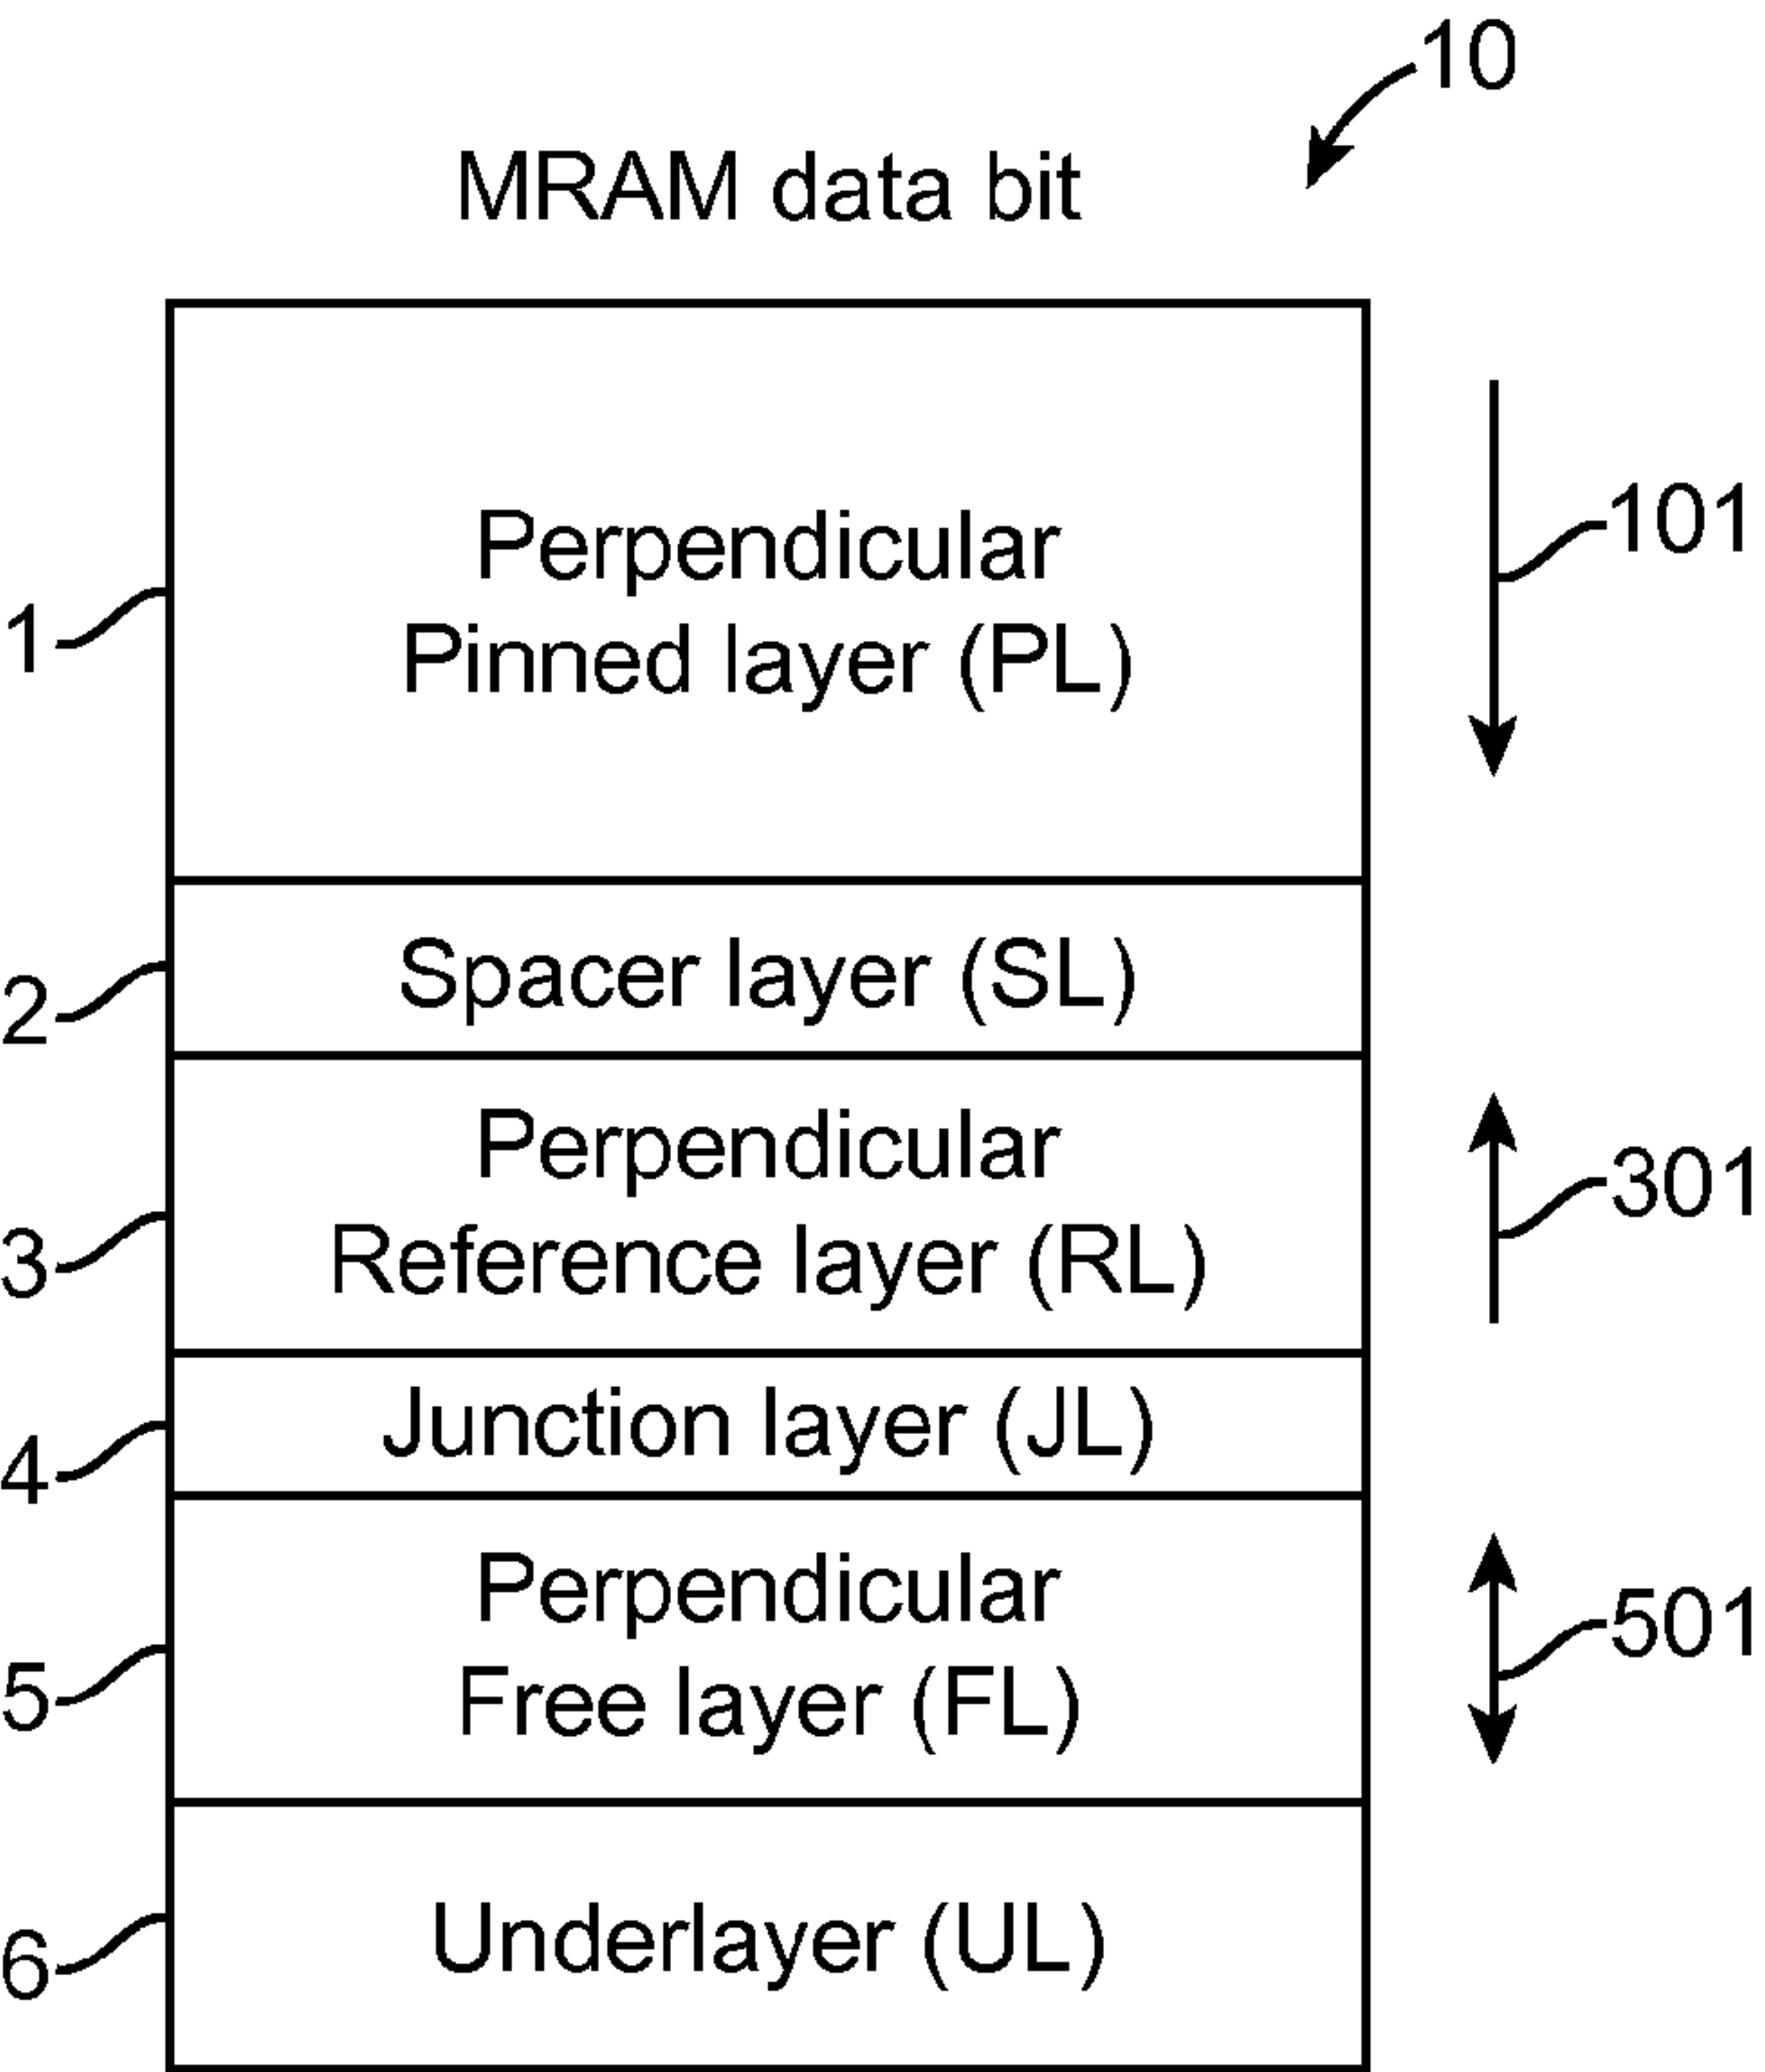 10
MRAM data bit
Perpendicular
Pinned layer (PL)
1
101
Spacer layer (SL)
2
Perpendicular
Reference layer (RL)
3
301
Junction layer (JL)
4
Perpendicular
Free layer (FL)
5
501
Underlayer (UL)
6